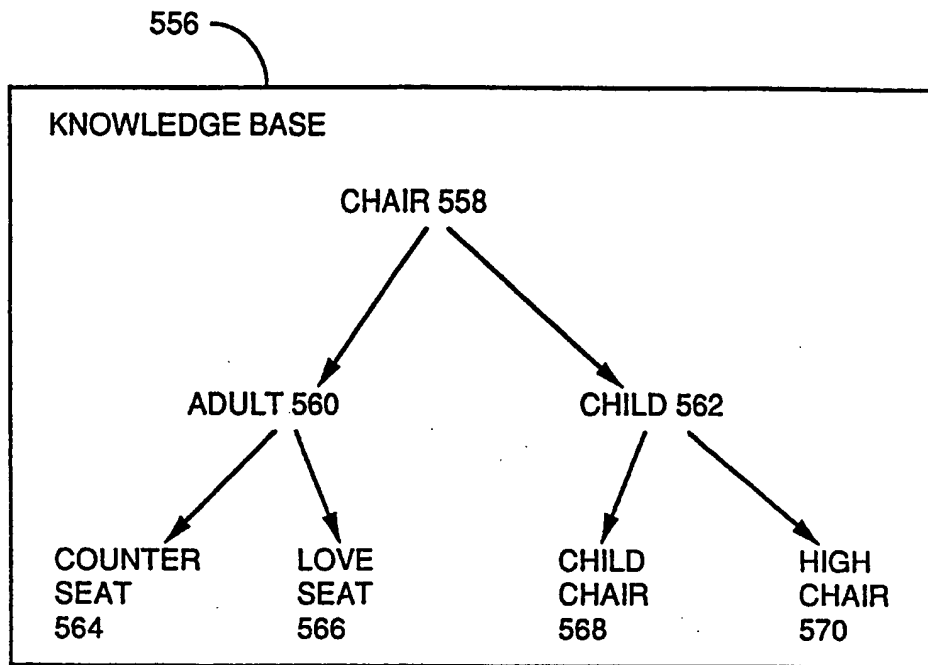 556
KNOWLEDGE BASE
CHAIR 558
ADULT 560
CHILD 562
COUNTER
SEAT
564
LOVE
SEAT
566
CHILD
CHAIR
568
HIGH
CHAIR
570